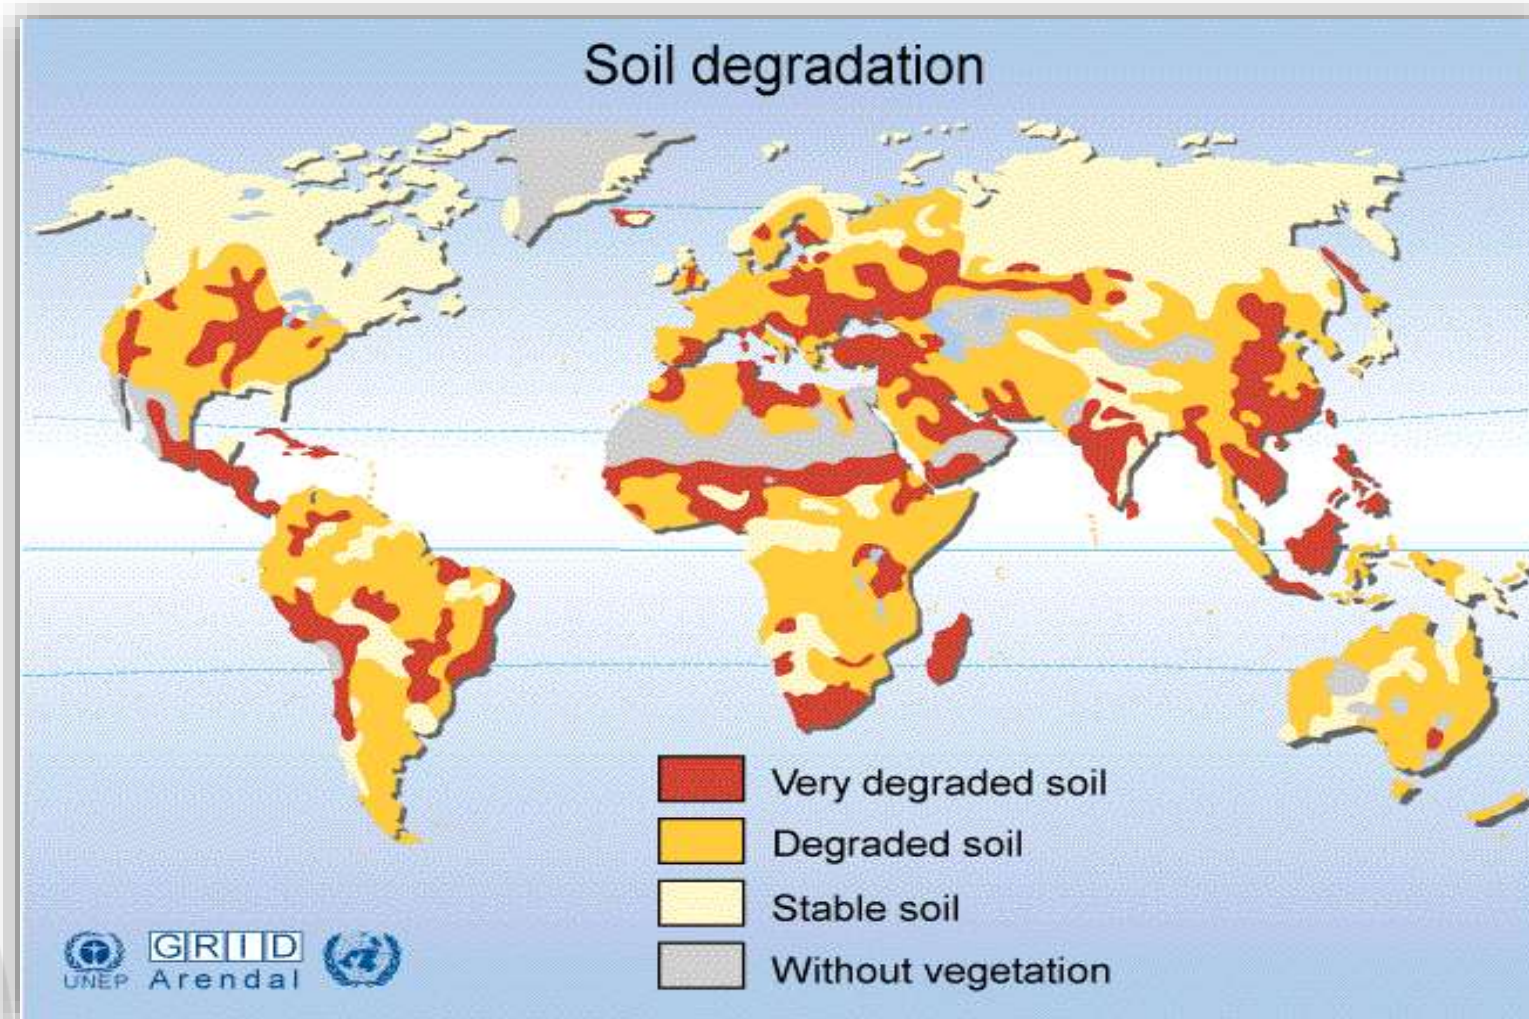 Soil degradation
Very degraded soil
Degraded soil
Stable soil
Without vegetation
UNEP
GRID
Arendal